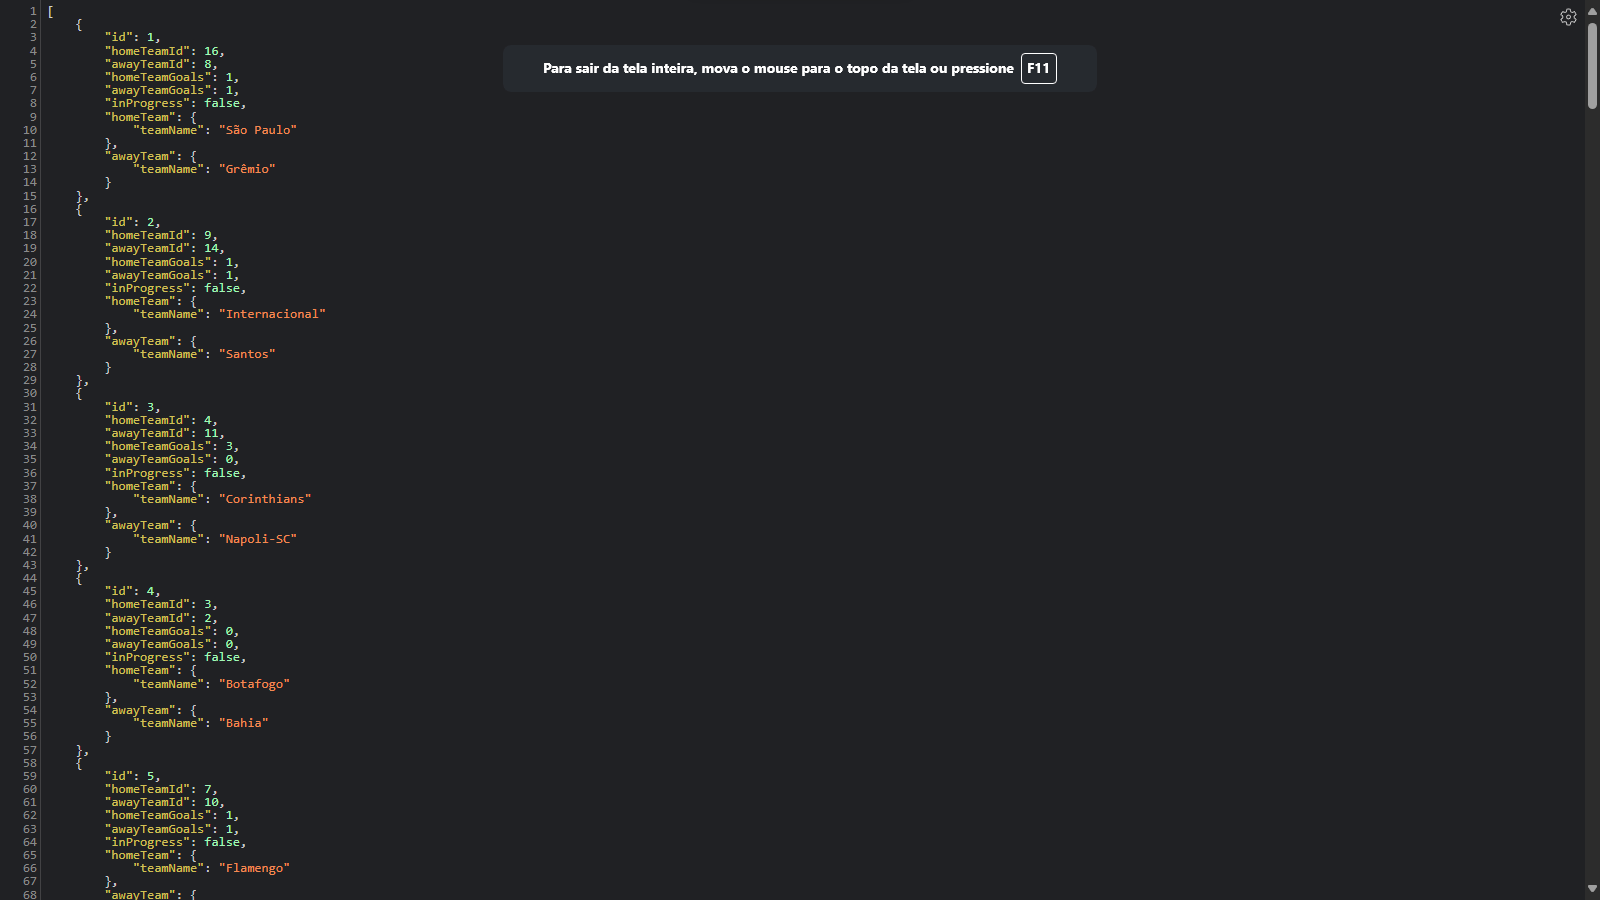 Para sair da tela inteira, mova o mouse para o topo da tela ou pressione F11
1 [
2     {
3         "id": 1,
4         "homeTeamId": 16,
5         "awayTeamId": 8,
6         "homeTeamGoals": 1,
7         "awayTeamGoals": 1,
8         "inProgress": false,
9         "homeTeam": {
10             "teamName": "São Paulo"
11         },
12         "awayTeam": {
13             "teamName": "Grêmio"
14         }
15     },
16     {
17         "id": 2,
18         "homeTeamId": 9,
19         "awayTeamId": 14,
20         "homeTeamGoals": 1,
21         "awayTeamGoals": 1,
22         "inProgress": false,
23         "homeTeam": {
24             "teamName": "Internacional"
25         },
26         "awayTeam": {
27             "teamName": "Santos"
28         }
29     },
30     {
31         "id": 3,
32         "homeTeamId": 4,
33         "awayTeamId": 11,
34         "homeTeamGoals": 3,
35         "awayTeamGoals": 0,
36         "inProgress": false,
37         "homeTeam": {
38             "teamName": "Corinthians"
39         },
40         "awayTeam": {
41             "teamName": "Napoli-SC"
42         }
43     },
44     {
45         "id": 4,
46         "homeTeamId": 3,
47         "awayTeamId": 2,
48         "homeTeamGoals": 0,
49         "awayTeamGoals": 0,
50         "inProgress": false,
51         "homeTeam": {
52             "teamName": "Botafogo"
53         },
54         "awayTeam": {
55             "teamName": "Bahia"
56         }
57     },
58     {
59         "id": 5,
60         "homeTeamId": 7,
61         "awayTeamId": 10,
62         "homeTeamGoals": 1,
63         "awayTeamGoals": 1,
64         "inProgress": false,
65         "homeTeam": {
66             "teamName": "Flamengo"
67         },
68         "awayTeam": {